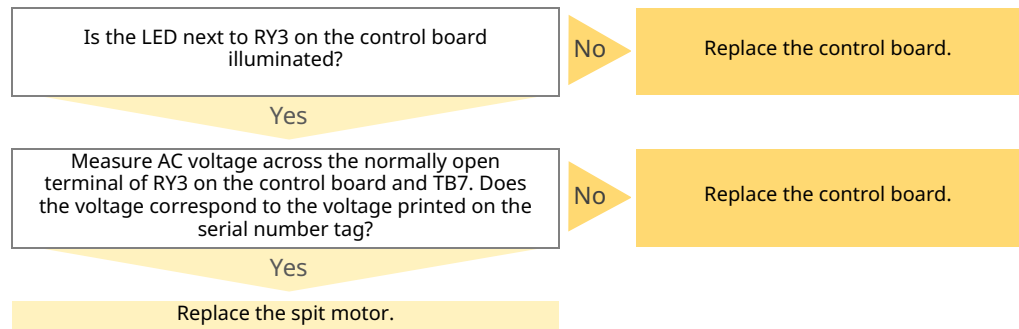 Is the LED next to RY3 on the control board
illuminated?
No
Replace the control board.
Yes
Measure AC voltage across the normally open
terminal of RY3 on the control board and TB7. Does
the voltage correspond to the voltage printed on the
serial number tag?
No
Replace the control board.
Yes
Replace the spit motor.